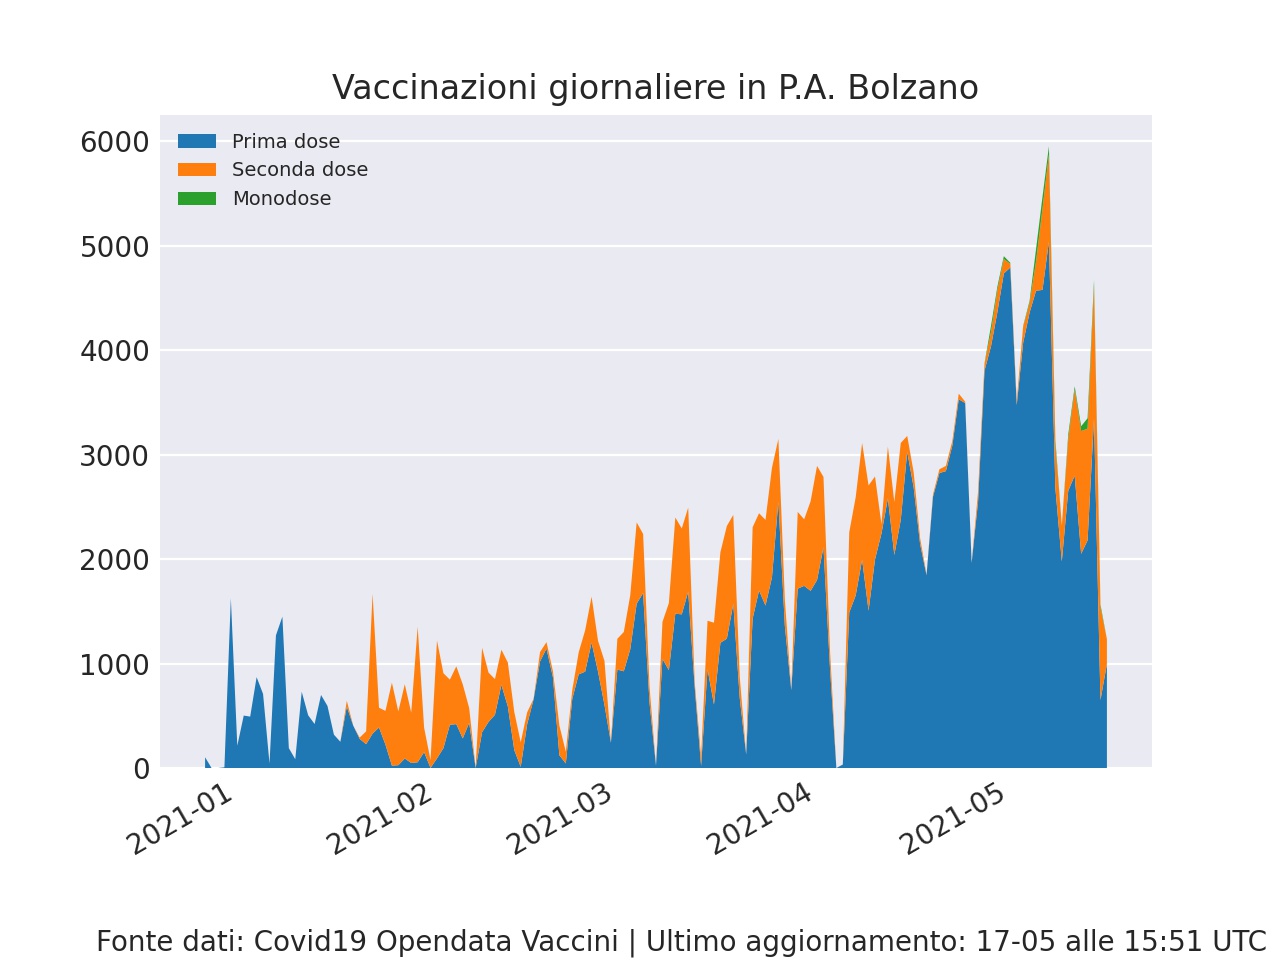 Vaccinazioni giornaliere in P.A. Bolzano
6000
5000
4000
3000
2000
1000
0
Prima dose
Seconda dose
Monodose
2021-01
2021-02
2021-03
2021-04
2021-05
Fonte dati: Covid19 Opendata Vaccini | Ultimo aggiornamento: 17-05 alle 15:51 UTC